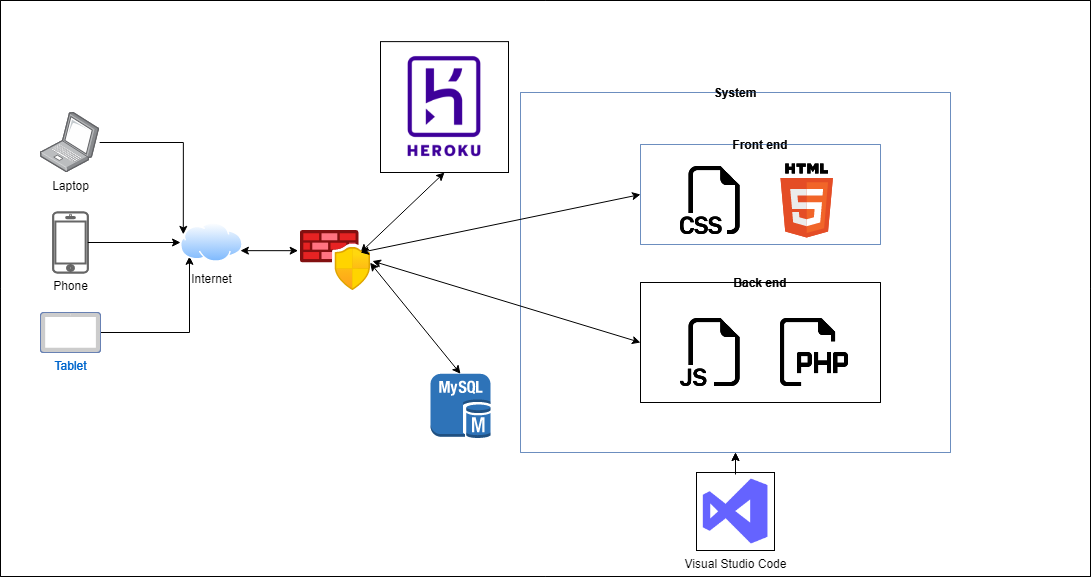 HEROKU
System
Front end
CSS
HTML
5
Laptop
Phone
Internet
Tablet
Back end
JS
PHP
MySQL
M
Visual Studio Code